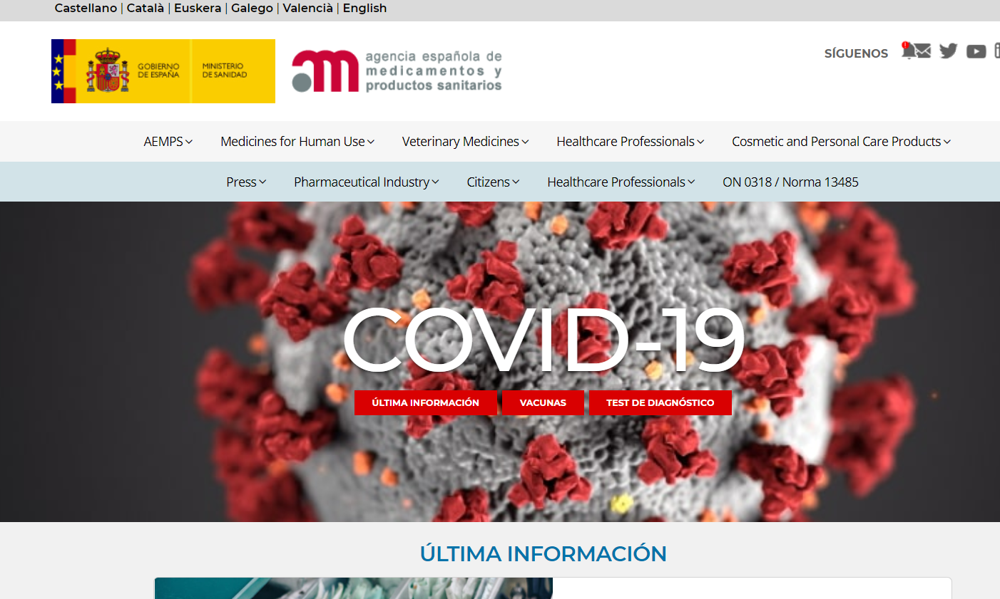 Castellano | Català | Euskera | Galego | Valencià | English
GOBIERNO
DE ESPAÑA
MINISTERIO
DE SANIDAD
am
agencia española de
medicamentos y
productos sanitarios
SÍGUENOS
AEMPS
Medicines for Human Use
Veterinary Medicines
Healthcare Professionals
Cosmetic and Personal Care Products
Press
Pharmaceutical Industry
Citizens
Healthcare Professionals
ON 0318 / Norma 13485
COVID-19
ÚLTIMA INFORMACIÓN
VACUNAS
TEST DE DIAGNÓSTICO
ÚLTIMA INFORMACIÓN